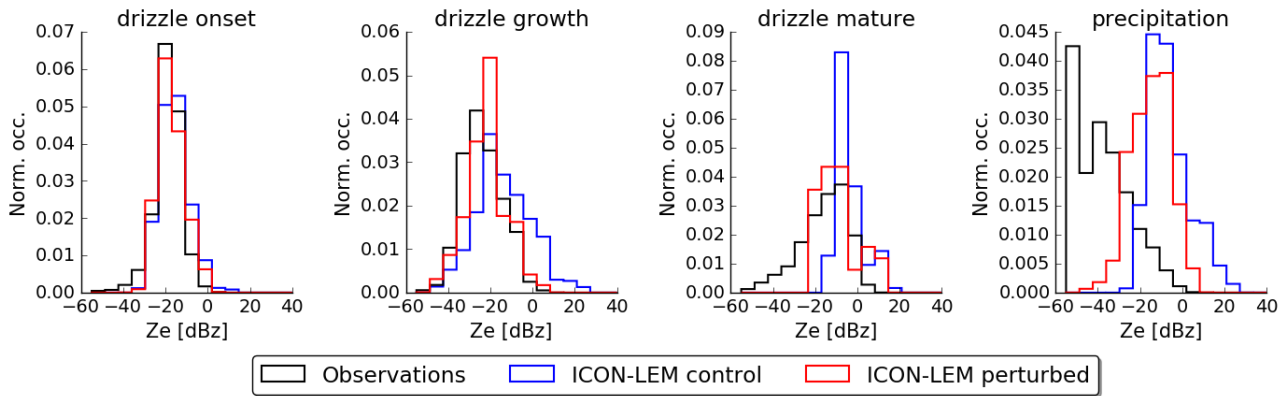 drizzle onset
0.07
0.06
0.05
0.04
0.03
0.02
0.01
0.00
−60 −40 −20 0 20 40
Norm. occ.
Ze [dBz]
drizzle growth
0.06
0.05
0.04
0.03
0.02
0.01
0.00
−60 −40 −20 0 20 40
Norm. occ.
Ze [dBz]
drizzle mature
0.09
0.08
0.07
0.06
0.05
0.04
0.03
0.02
0.01
0.00
−60 −40 −20 0 20 40
Norm. occ.
Ze [dBz]
precipitation
0.045
0.040
0.035
0.030
0.025
0.020
0.015
0.010
0.005
0.000
−60 −40 −20 0 20 40
Norm. occ.
Ze [dBz]
Observations ICON-LEM control ICON-LEM perturbed